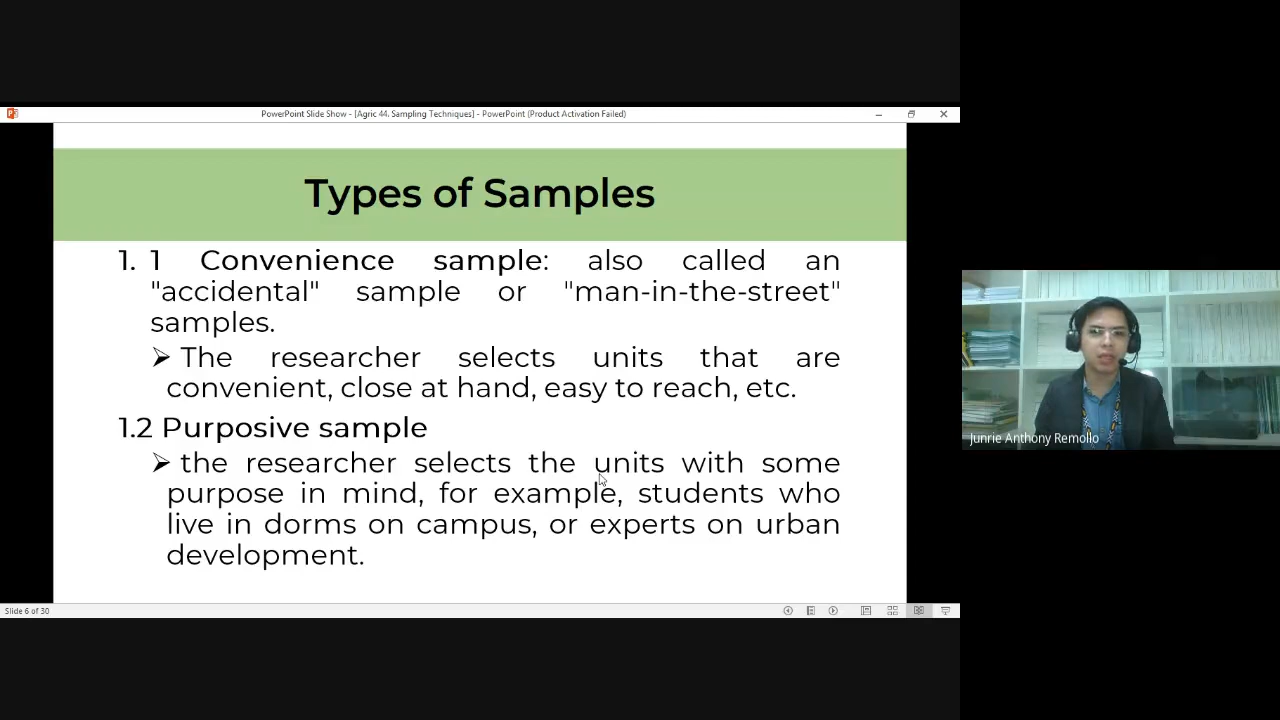 PowerPoint Slide Show - [Agric 44. Sampling Techniques] - PowerPoint (Product Activation Failed)
Types of Samples
1. 1 Convenience sample: also called an
"accidental" sample or "man-in-the-street"
samples.
➢ The researcher selects units that are
convenient, close at hand, easy to reach, etc.
1.2 Purposive sample
➢ the researcher selects the units with some
purpose in mind, for example, students who
live in dorms on campus, or experts on urban
development.
Slide 6 of 30
Junrie Anthony Remollo